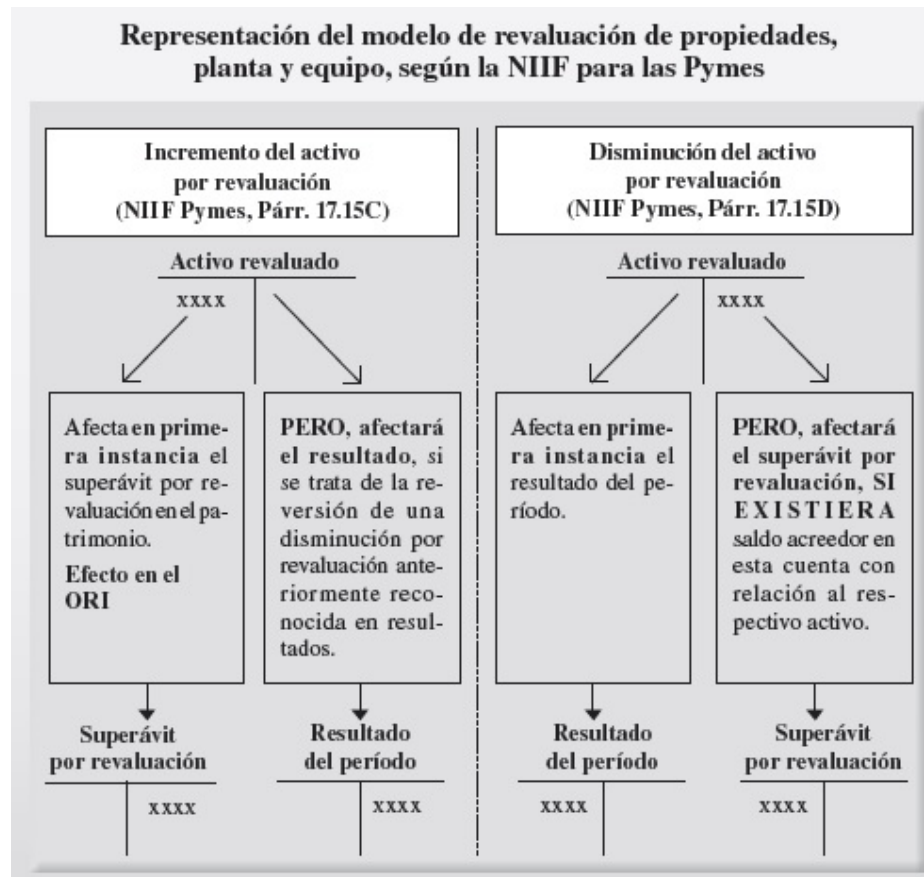 Representación del modelo de revaluación de propiedades,
planta y equipo, según la NIIF para las Pymes
Incremento del activo
por revaluación
(NIIF Pymes, Párr. 17.15C)
Activo revaluado
xxxx
Afecta en prime-
ra instancia el
superávit por re-
valuación en el pa-
trimonio.
Efecto en el
ORI
PERO, afectará
el resultado, si
se trata de la re-
versión de una
disminución por
revaluación ante-
riormente reco-
nocida en resul-
tados.
Superávit
por revaluación
xxxx
Resultado
del período
xxxx
Disminución del activo
por revaluación
(NIIF Pymes, Párr. 17.15D)
Activo revaluado
xxxx
Afecta en primera
instancia el
resultado del pe-
ríodo.
PERO, afectará
el superávit por
revaluación, SI
EXISTIERA
saldo acreedor en
esta cuenta con
relación al res-
pectivo activo.
Resultado
del período
xxxx
Superávit
por revaluación
xxxx